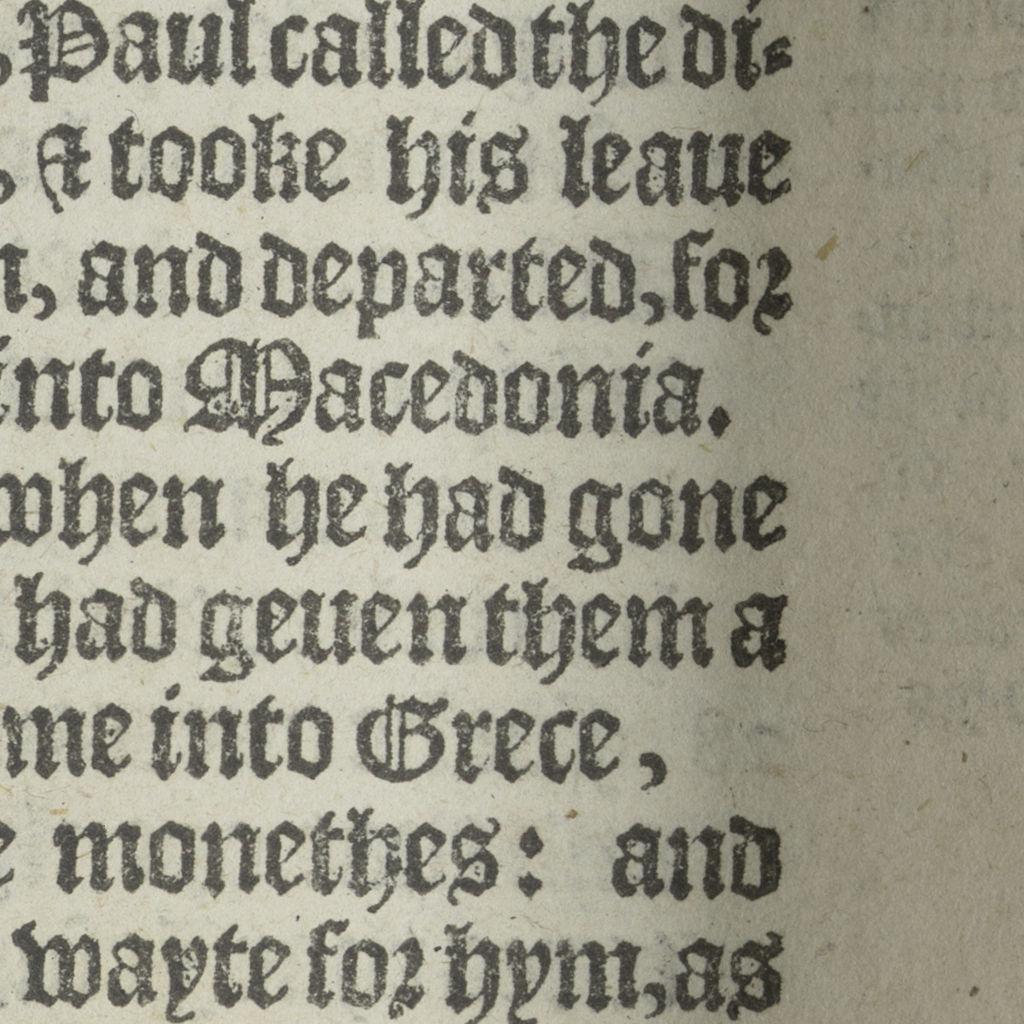 , Paul called the di-
, & tooke his leaue
, and departed, for
into Macedonia.
when he had gone
had geuen them a
me into Grece,
monethes: and
wayte for hym, as